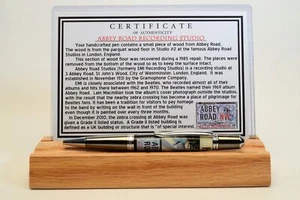 CERTIFICATE
OF AUTHENTICITY
ABBEY ROAD RECORDING STUDIO
Your handcrafted pen contains a small piece of wood from Abbey Road.
The wood is from the parquet wood floor in Studio #2 at the famous Abbey Road
Studios in London, England.
This section of wood floor was recovered during a 1985 repair. The places were
removed from the bottom of the wood so as to keep the surface intact.
Abbey Road Studios (formerly EMI Recording Studios) is a recording studio at
3 Abbey Road, St John's Wood, City of Westminster, London, England. It was
established in November 1931 by the Gramophone Company.
EMI is closely associated with the Beatles, who recorded almost all of their
albums and hits there between 1962 and 1970. The Beatles named their 1969 album
Abbey Road. Iain Macmillan took the album's cover photograph outside the studios
with the result that the nearby zebra crossing has become a place of pilgrimage for
Beatles fans. It has been a tradition for visitors to pay homage
to the band by writing on the wall in front of the building
even though it is painted over every three months.
In December 2010, the zebra crossing at Abbey Road was
given a Grade II listed status. A Grade II listed building is
defined as a UK building or structure that is "of special interest
ABBEY
ROAD NW8